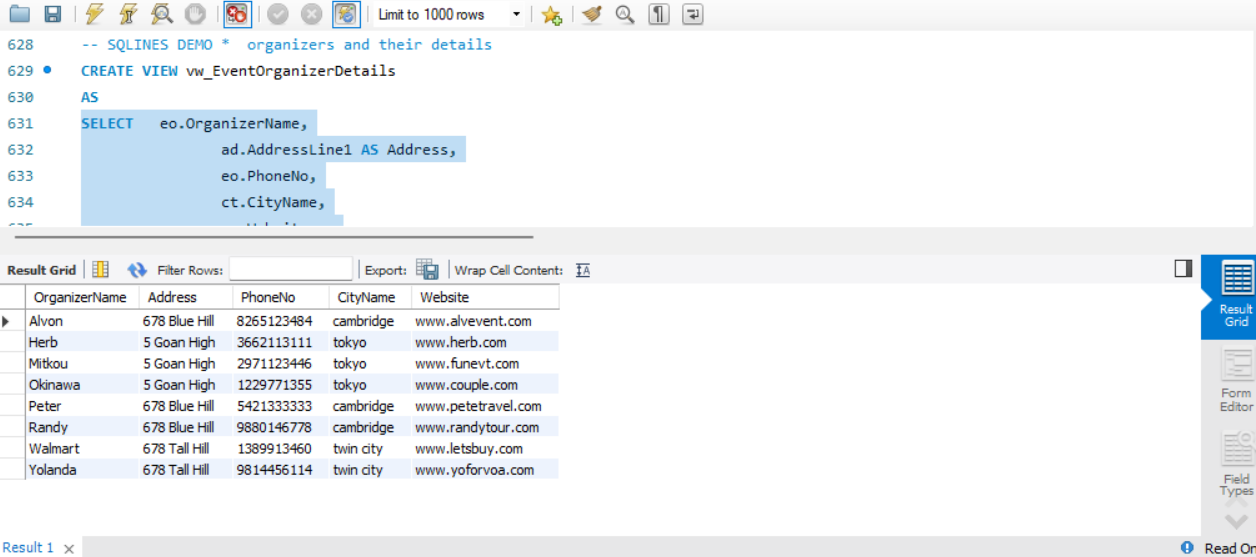 Limit to 1000 rows
628 -- SQLINES DEMO * organizers and their details
629 CREATE VIEW vw_EventOrganizerDetails
630 AS
631 SELECT eo.OrganizerName,
632 ad.AddressLine1 AS Address,
633 eo.PhoneNo,
634 ct.CityName,
Result Grid Filter Rows: Export: Wrap Cell Content:
OrganizerName Address PhoneNo CityName Website
Alvon 678 Blue Hill 8265123484 cambridge www.alvevent.com
Herb 5 Goan High 3662113111 tokyo www.herb.com
Mitkou 5 Goan High 2971123446 tokyo www.funevt.com
Okinawa 5 Goan High 1229771355 tokyo www.couple.com
Peter 678 Blue Hill 5421333333 cambridge www.petetravel.com
Randy 678 Blue Hill 9880146778 cambridge www.randytour.com
Walmart 678 Tall Hill 1389913460 twin city www.letsbuy.com
Yolanda 678 Tall Hill 9814456114 twin city www.yoforvoa.com
Result
Grid
Form
Editor
Field
Types
Result 1
Read On